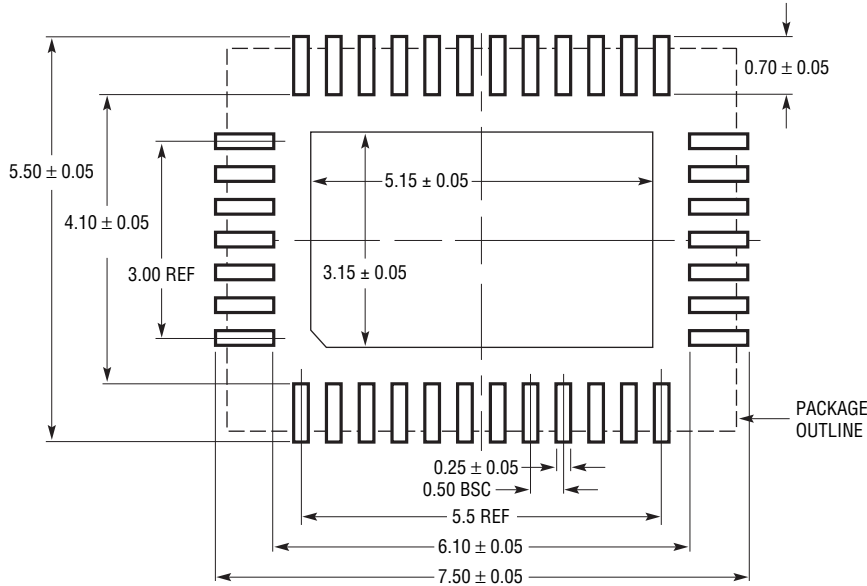 0.70 ± 0.05
5.50 ± 0.05
5.15 ± 0.05
4.10 ± 0.05
3.00 REF
3.15 ± 0.05
PACKAGE
OUTLINE
0.25 ± 0.05
0.50 BSC
5.5 REF
6.10 ± 0.05
7.50 ± 0.05